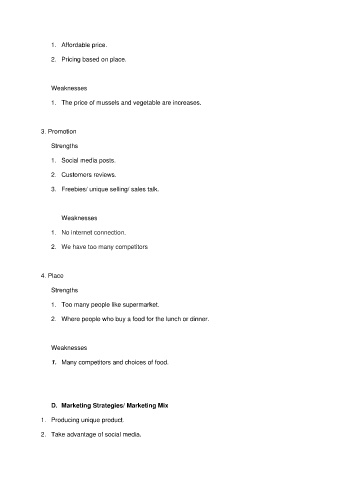 1. Affordable price.
2. Pricing based on place.
Weaknesses
1. The price of mussels and vegetable are increases.
3. Promotion
Strengths
1. Social media posts.
2. Customers reviews.
3. Freebies/ unique selling/ sales talk.
Weaknesses
1. No internet connection.
2. We have too many competitors
4. Place
Strengths
1. Too many people like supermarket.
2. Where people who buy a food for the lunch or dinner.
Weaknesses
1. Many competitors and choices of food.
D. Marketing Strategies/ Marketing Mix
1. Producing unique product.
2. Take advantage of social media.